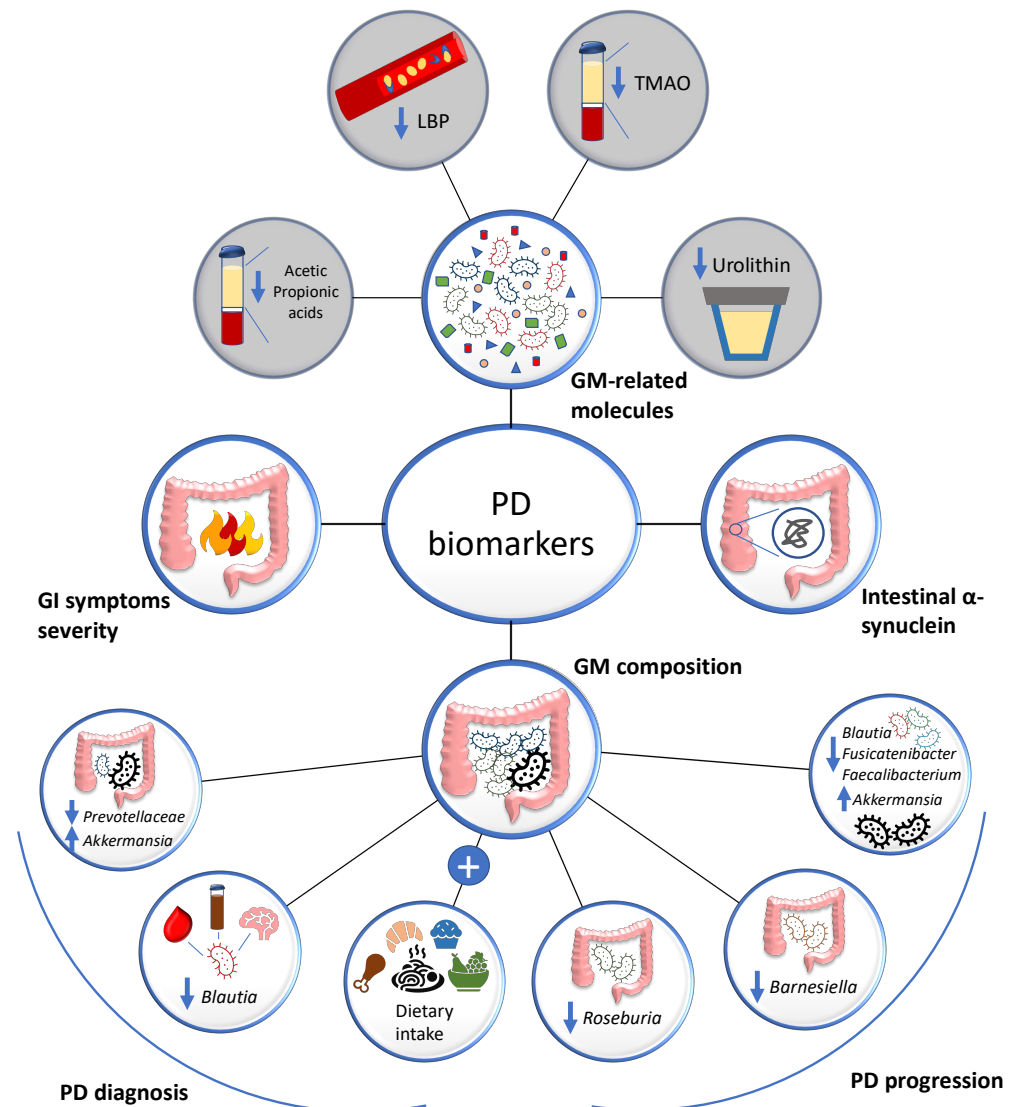 LBP
TMAO
Acetic
Propionic
acids
Urolithin
GM-related
molecules
PD
biomarkers
GI symptoms
severity
Intestinal α-
synuclein
GM composition
Prevotellaceae
Akkermansia
Blautia
Fusicatenibacter
Faecalibacterium
Akkermansia
+
Blautia
Dietary
intake
Roseburia
Barnesiella
PD diagnosis
PD progression